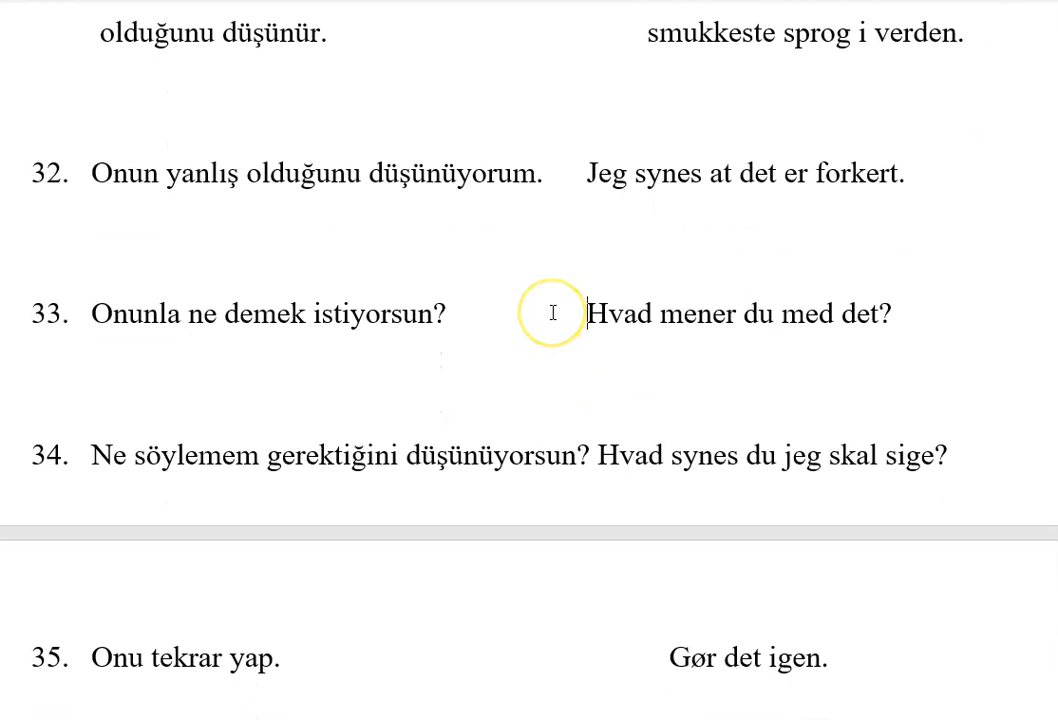 olduğunu düşünür. smukkeste sprog i verden.
32. Onun yanlış olduğunu düşünüyorum. Jeg synes at det er forkert.
33. Onunla ne demek istiyorsun? Hvad mener du med det?
34. Ne söylemem gerektiğini düşünüyorsun? Hvad synes du jeg skal sige?
35. Onu tekrar yap. Gør det igen.